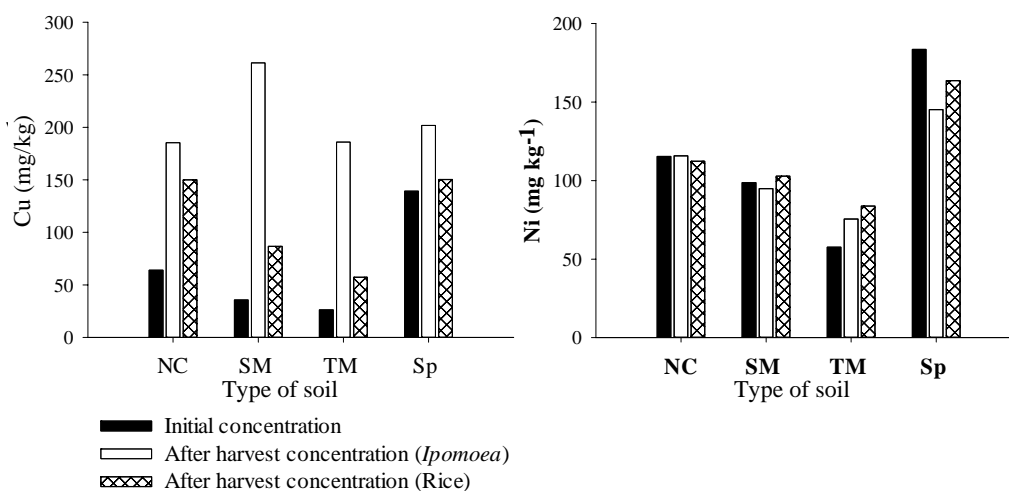 300
250
200
150
100
50
0
Cu (mg/kg)
NC SM TM Sp
Type of soil
200
150
100
50
0
Ni (mg kg-1)
NC SM TM Sp
Type of soil
Initial concentration
After harvest concentration (Ipomoea)
After harvest concentration (Rice)